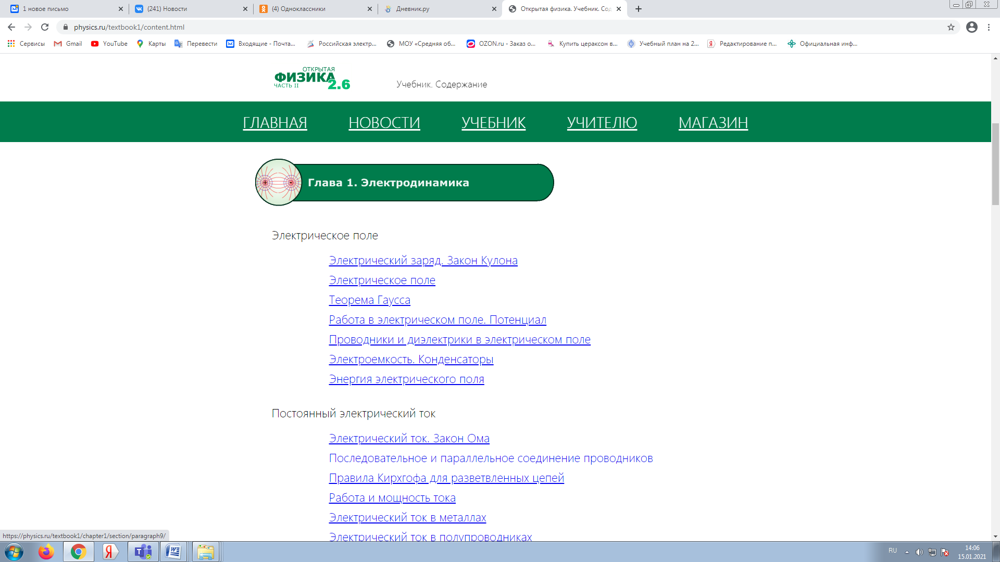 1 новое письмо
(241) Новости
(4) Одноклассники
Дневник.ру
Открытая физика. Учебник. Сод
physics.ru/textbook1/content.html
Сервисы
Gmail
YouTube
Карты
Перевести
Входящие - Почта...
Российская электр...
МОУ «Средняя об...
OZON.ru - Заказ о...
Купить цераксон в...
Учебный план на 2...
Редактирование п...
Официальная инф...
ОТКРЫТАЯ
ФИЗИКА
ЧАСТЬ II
2.6
Учебник. Содержание
ГЛАВНАЯ
НОВОСТИ
УЧЕБНИК
УЧИТЕЛЮ
МАГАЗИН
Глава 1. Электродинамика
Электрическое поле
Электрический заряд. Закон Кулона
Электрическое поле
Теорема Гаусса
Работа в электрическом поле. Потенциал
Проводники и диэлектрики в электрическом поле
Электроемкость. Конденсаторы
Энергия электрического поля
Постоянный электрический ток
Электрический ток. Закон Ома
Последовательное и параллельное соединение проводников
Правила Кирхгофа для разветвленных цепей
Работа и мощность тока
Электрический ток в металлах
Электрический ток в полупроводниках
https://physics.ru/textbook1/chapter1/section/paragraph9/
RU
14:06
15.01.2021